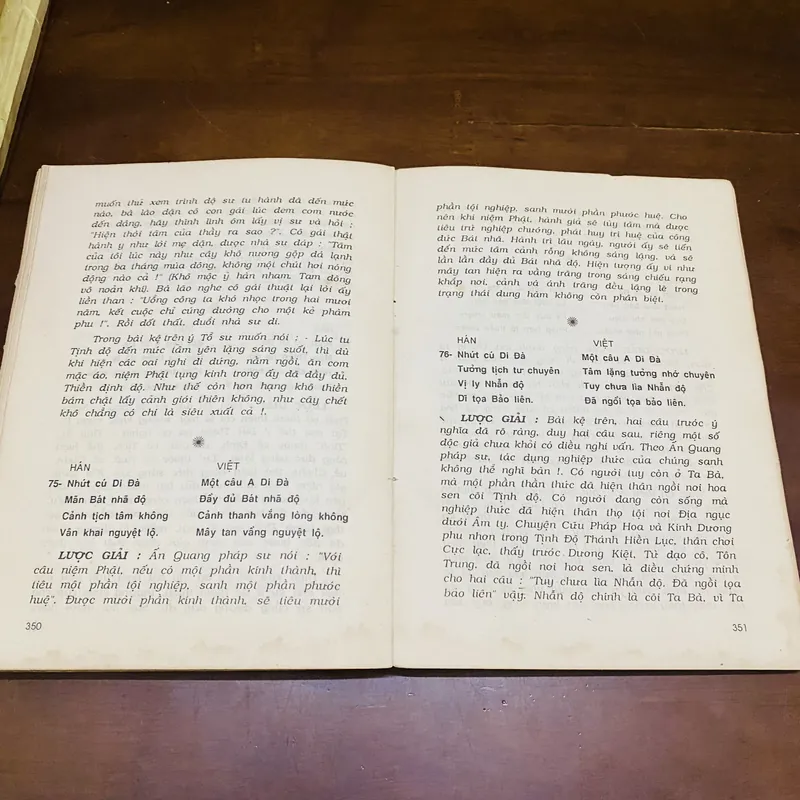 muốn thử xem trình độ sư tu hành đã đến mức
nào, bà lão dặn cô con gái lúc đem cơm nước
đến dâng, hãy thình lình ôm lấy vị sư và hỏi :
"Hiện thời tâm của thầy ra sao ?". Cô gái thật
hành y như lời mẹ dặn, được nhà sư đáp : "Tâm
của tôi lúc này như cây khô nương gộp đá lạnh
trong ba tháng mùa đông, không một chút hơi nóng
động nào cả !" (Khô mặc ỷ hàn nham. Tam đông
vô noãn khí). Bà lão nghe cô gái thuật lại lời ấy
liền than : "Uổng công ta khó nhọc trong hai mươi
năm, kết cuộc chỉ cúng dường cho một kẻ phàm
phu !". Rồi đốt thất, đuổi nhà sư đi.
Trong bài kệ trên ý Tổ sư muốn nói ; - Lúc tu
Tịnh độ đến mức tâm yên lặng sáng suốt, thì dù
khi hiện các oai nghi đi đứng, nằm ngồi, ăn cơm
mặc áo, niệm Phật tụng kinh trong ấy đã đầy đủ
Thiền định độ. Như thế còn hơn hạng khô thiền
bám chặt lấy cảnh giới thiền không, như cây chết
khô chẳng có chi là siêu xuất cả !.
HÁN VIỆT
75- Nhứt cú Di Đà Một câu A Di Đà
Mãn Bát nhã độ Đầy đủ Bát nhã độ
Cảnh tịch tâm không Cảnh thanh vắng lòng không
Vân khai nguyệt lộ. Mây tan vầng nguyệt lộ.
LƯỢC GIẢI : Ấn Quang pháp sư nói : "Với
câu niệm Phật, nếu có một phần kính thành, thì
tiêu một phần tội nghiệp, sanh một phần phước
huệ". Được mười phần kính thành, sẽ tiêu mười
350
phần tội nghiệp, sanh mười phần phước huệ. Cho
nên khi niệm Phật, hành giả sẽ tùy tâm mà được
tiêu trừ nghiệp chướng, phát huy trí huệ của công
đức Bát nhã. Hành trì lâu ngày, người ấy sẽ tiến
đến mức tâm cảnh rỗng không sáng lặng, và sẽ
lần lần đầy đủ Bát nhã độ. Hiện tượng ấy ví như
mây tan hiện ra vầng trăng trong sáng chiếu rạng
khắp nơi, cảnh và ánh trăng đều lặng lẽ trong
trạng thái dung hàm không còn phân biệt.
HÁN VIỆT
76- Nhứt cú Di Đà Một câu A Di Đà
Tưởng tịch tư chuyên Tâm lặng tưởng nhớ chuyên
Vị ly Nhẫn độ Tuy chưa lìa Nhẫn độ
Dĩ tọa Bảo liên. Đã ngồi tọa bảo liên.
LƯỢC GIẢI : Bài kệ trên, hai câu trước ý
nghĩa đã rõ ràng, duy hai câu sau, riêng một số
độc giả chưa khỏi có điều nghi vấn. Theo Ấn Quang
pháp sư, tác dụng nghiệp thức của chúng sanh
không thể nghĩ bàn !. Có người tuy còn ở Ta Bà,
mà một phần thần thức đã hiện thân ngồi nơi hoa
sen cõi Tịnh độ. Có người đang còn sống mà
nghiệp thức đã hiện thân thọ tội nơi Địa ngục
dưới Âm ty. Chuyện Cửu Pháp Hoa và Kinh Dương
phu nhơn trong Tịnh Độ Thánh Hiền Lục, thần chơi
Cực lạc, thấy trước Dương Kiệt, Tử đạo cô, Tôn
Trung, đã ngồi nơi hoa sen, là điều chứng minh
cho hai câu : "Tuy chưa lìa Nhẫn độ. Đã ngồi tọa
bảo liên" vậy. Nhẫn độ chính là cõi Ta Bà, vì Ta
351